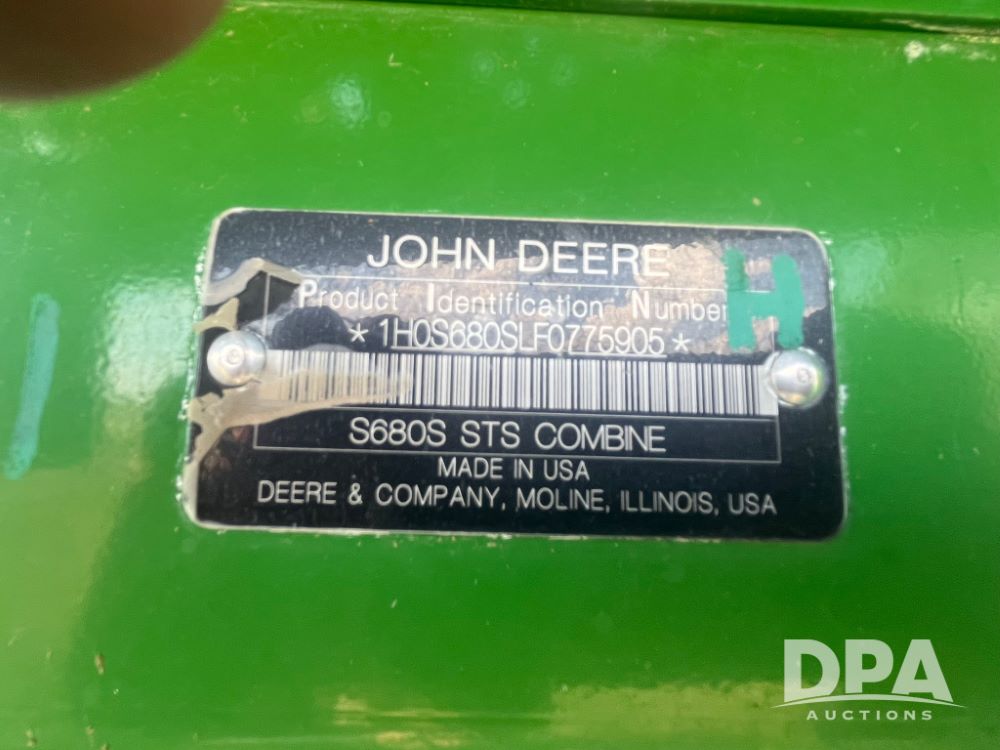 JOHN DEERE
Product Identification Number
H
*1H0S680SLF0775905*
S680S STS COMBINE
MADE IN USA
DEERE & COMPANY, MOLINE, ILLINOIS, USA
DPA
AUCTIONS